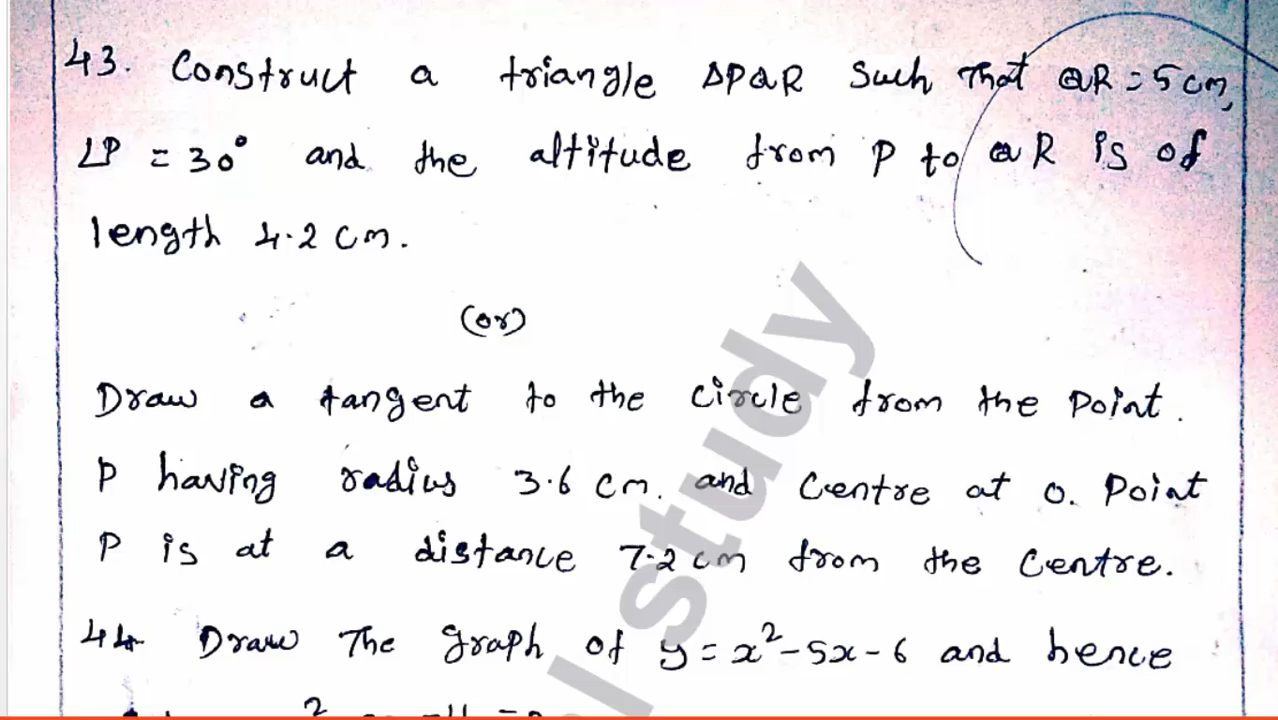 43. Construct a triangle ΔPQR such that QR = 5 cm,
∠P = 30° and the altitude from P to QR is of
length 4.2 cm.
(or)
Draw a tangent to the circle from the point.
P having radius 3.6 cm. and Centre at O. Point
P is at a distance 7.2 cm from the Centre.
44 Draw The graph of y = x² - 5x - 6 and hence
study